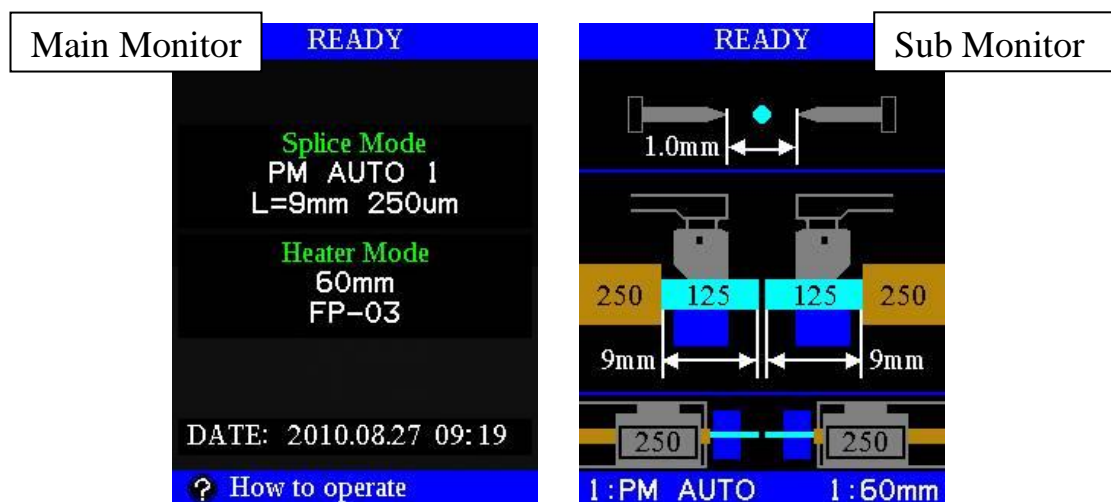 Main Monitor
READY
Splice Mode
PM AUTO 1
L=9mm 250um
Heater Mode
60mm
FP-03
DATE: 2010.08.27 09:19
? How to operate
READY
Sub Monitor
1.0mm
250 125 125 250
9mm 9mm
250 250
1:PM AUTO 1:60mm